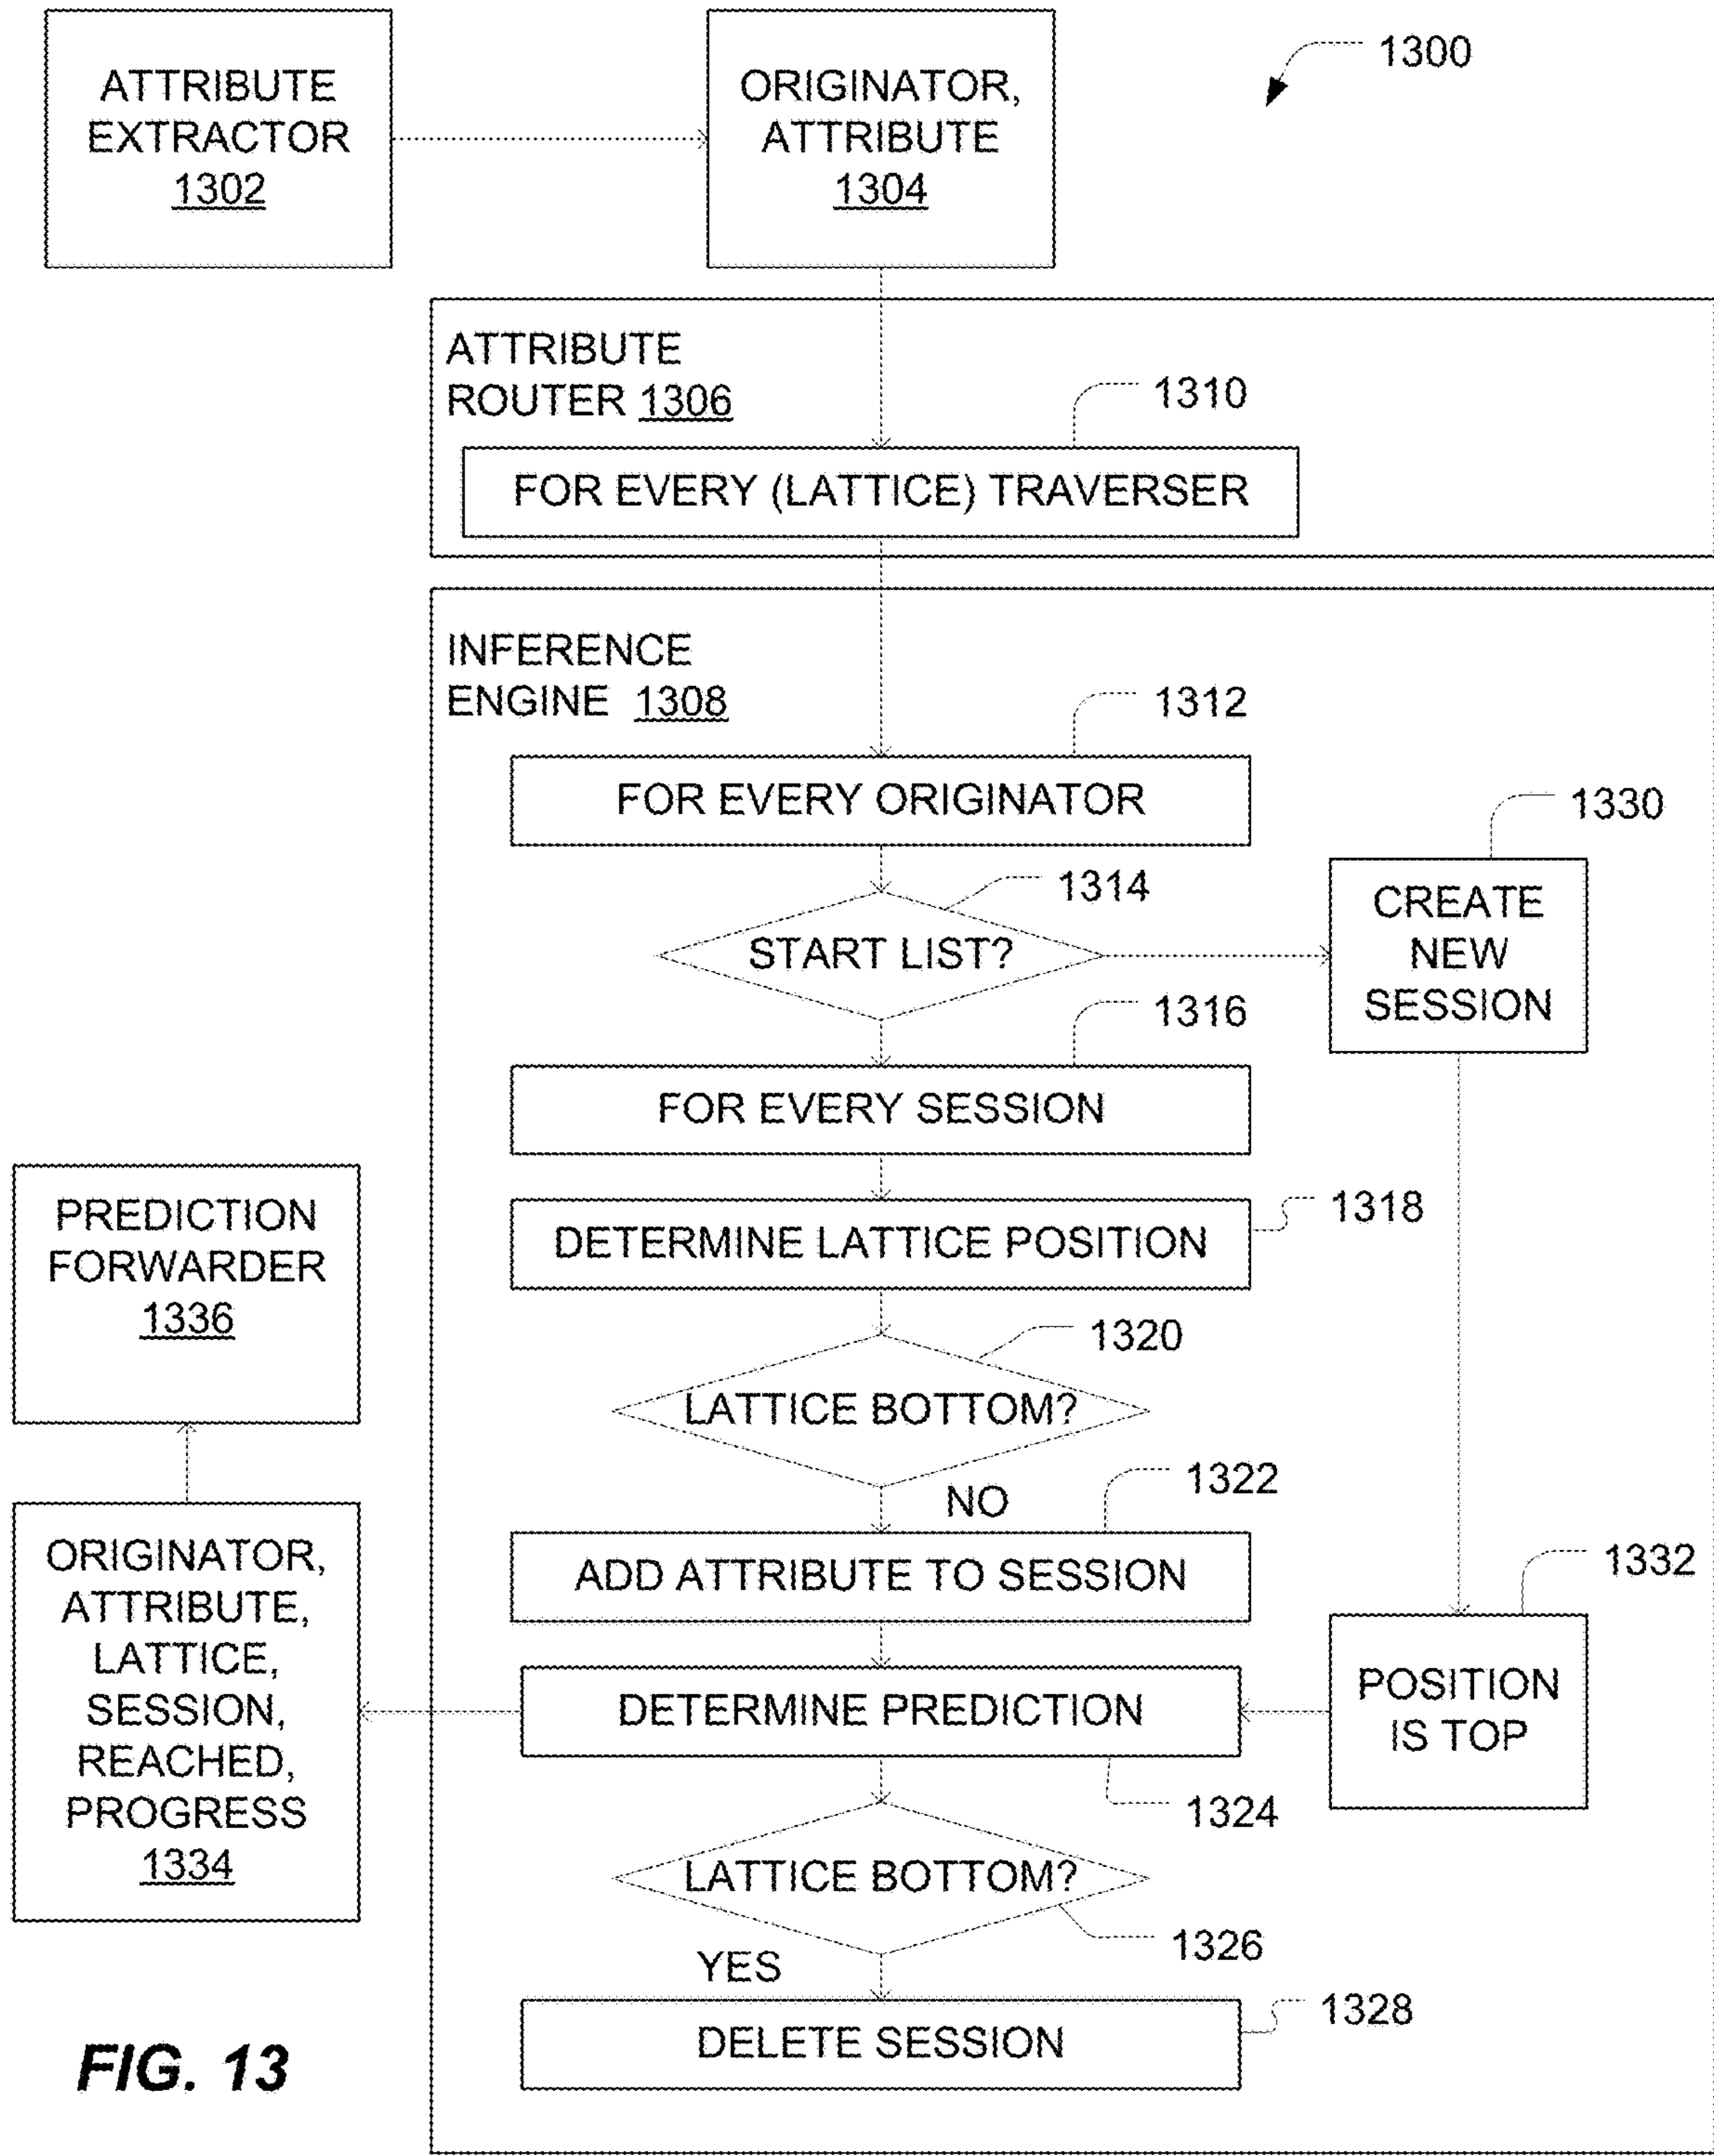 ATTRIBUTE
EXTRACTOR
1302
ORIGINATOR,
ATTRIBUTE
1304
1300
ATTRIBUTE
ROUTER 1306
1310
FOR EVERY (LATTICE) TRAVERSER
INFERENCE
ENGINE 1308
1312
FOR EVERY ORIGINATOR
1314
START LIST?
1330
CREATE
NEW
SESSION
1316
FOR EVERY SESSION
1318
DETERMINE LATTICE POSITION
1320
LATTICE BOTTOM?
NO
1322
ADD ATTRIBUTE TO SESSION
1332
POSITION
IS TOP
DETERMINE PREDICTION
1324
LATTICE BOTTOM?
1326
YES
1328
DELETE SESSION
PREDICTION
FORWARDER
1336
ORIGINATOR,
ATTRIBUTE,
LATTICE,
SESSION,
REACHED,
PROGRESS
1334
FIG. 13